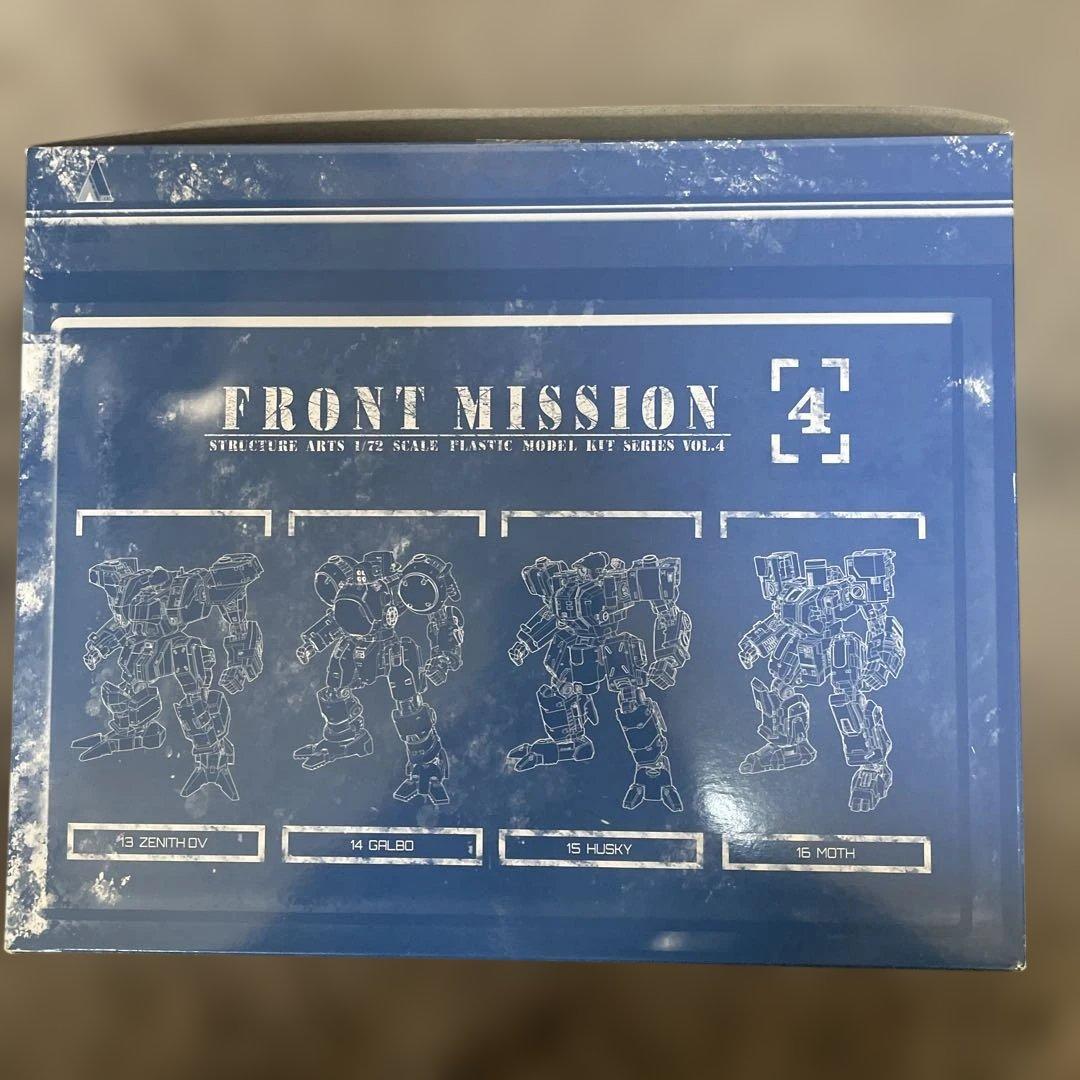 FRONT MISSION
4
STRUCTURE ARTS 1/72 SCALE PLASTIC MODEL KIT SERIES VOL.4
13 ZENITH DV
14 GALBO
15 HUSKY
16 MOTH